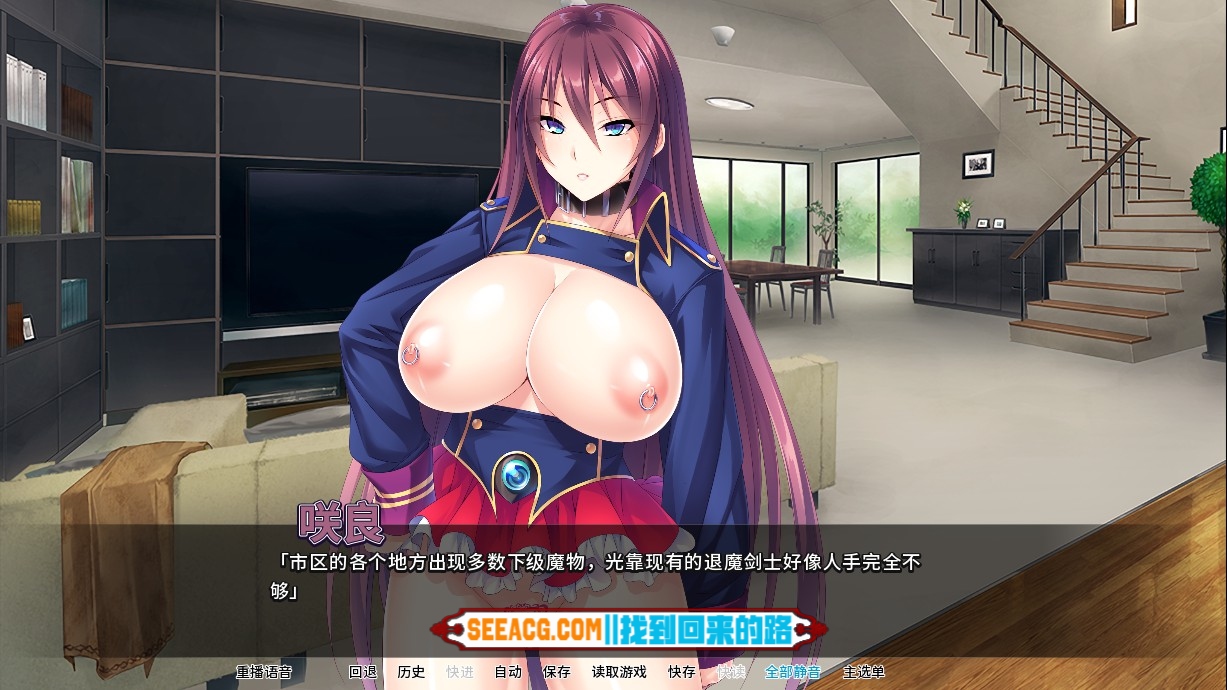 咲良
「市区的各个地方出现多数下级魔物，光靠现有的退魔剑士好像人手完全不
够」
SEEACG.COM||找到回来的路
重播语音 回退 历史 快进 自动 保存 读取游戏 快存 快读 全部静音 主选单